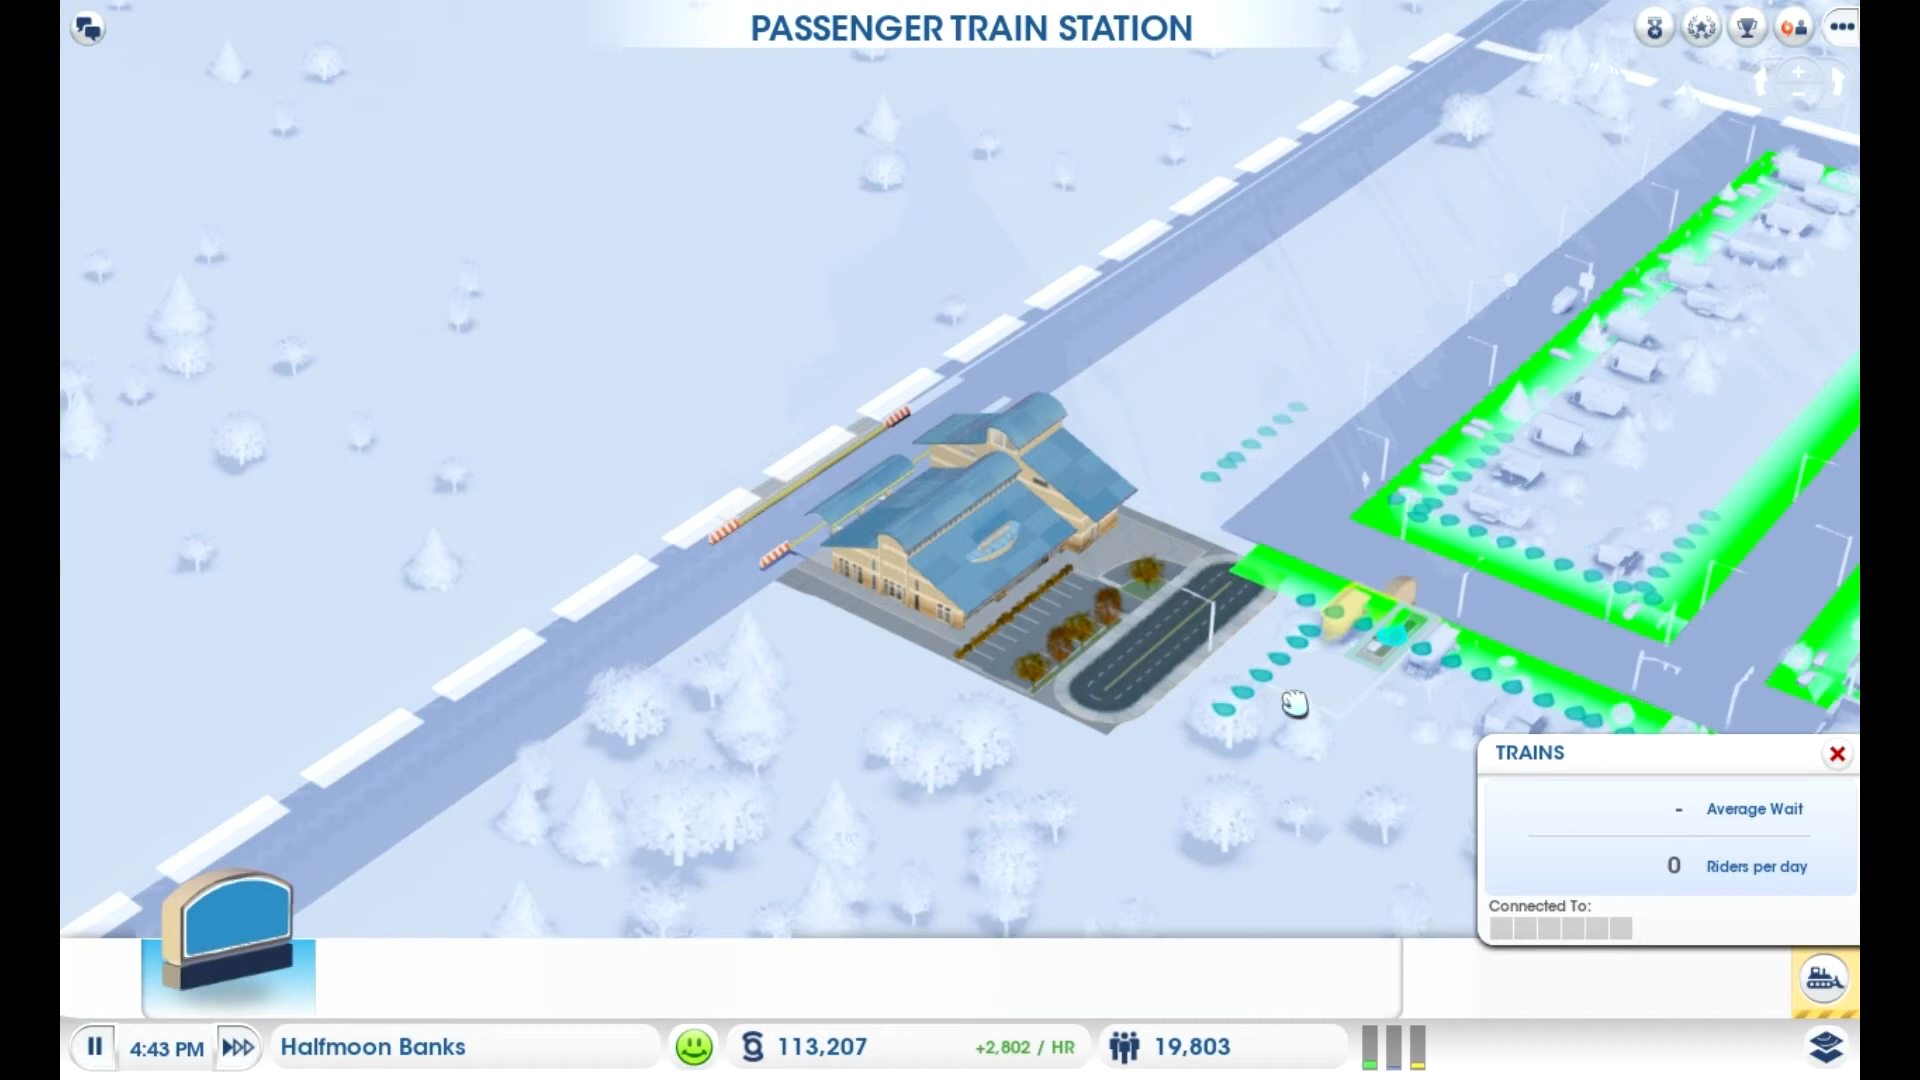 PASSENGER TRAIN STATION
TRAINS
- Average Wait
0 Riders per day
Connected To:
4:43 PM
Halfmoon Banks
113,207
+2,802 / HR
19,803